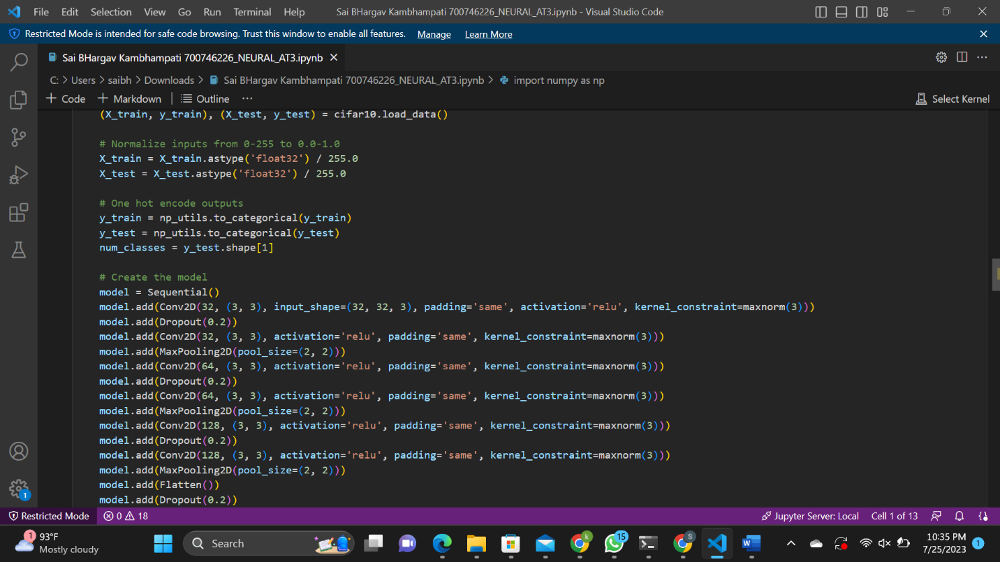 File Edit Selection View Go Run Terminal Help Sai BHargav Kambhampati 700746226_NEURAL_AT3.ipynb - Visual Studio Code
Restricted Mode is intended for safe code browsing. Trust this window to enable all features. Manage Learn More
Sai BHargav Kambhampati 700746226_NEURAL_AT3.ipynb
C: > Users > saibh > Downloads > Sai BHargav Kambhampati 700746226_NEURAL_AT3.ipynb > import numpy as np
+ Code + Markdown | Outline ... Select Kernel
(X_train, y_train), (X_test, y_test) = cifar10.load_data()
# Normalize inputs from 0-255 to 0.0-1.0
X_train = X_train.astype('float32') / 255.0
X_test = X_test.astype('float32') / 255.0
# One hot encode outputs
y_train = np_utils.to_categorical(y_train)
y_test = np_utils.to_categorical(y_test)
num_classes = y_test.shape[1]
# Create the model
model = Sequential()
model.add(Conv2D(32, (3, 3), input_shape=(32, 32, 3), padding='same', activation='relu', kernel_constraint=maxnorm(3)))
model.add(Dropout(0.2))
model.add(Conv2D(32, (3, 3), activation='relu', padding='same', kernel_constraint=maxnorm(3)))
model.add(MaxPooling2D(pool_size=(2, 2)))
model.add(Conv2D(64, (3, 3), activation='relu', padding='same', kernel_constraint=maxnorm(3)))
model.add(Dropout(0.2))
model.add(Conv2D(64, (3, 3), activation='relu', padding='same', kernel_constraint=maxnorm(3)))
model.add(MaxPooling2D(pool_size=(2, 2)))
model.add(Conv2D(128, (3, 3), activation='relu', padding='same', kernel_constraint=maxnorm(3)))
model.add(Dropout(0.2))
model.add(Conv2D(128, (3, 3), activation='relu', padding='same', kernel_constraint=maxnorm(3)))
model.add(MaxPooling2D(pool_size=(2, 2)))
model.add(Flatten())
model.add(Dropout(0.2))
1
Restricted Mode 0 18 Jupyter Server: Local Cell 1 of 13
1 93°F
Mostly cloudy
Search
k 15 S
10:35 PM
7/25/2023
1